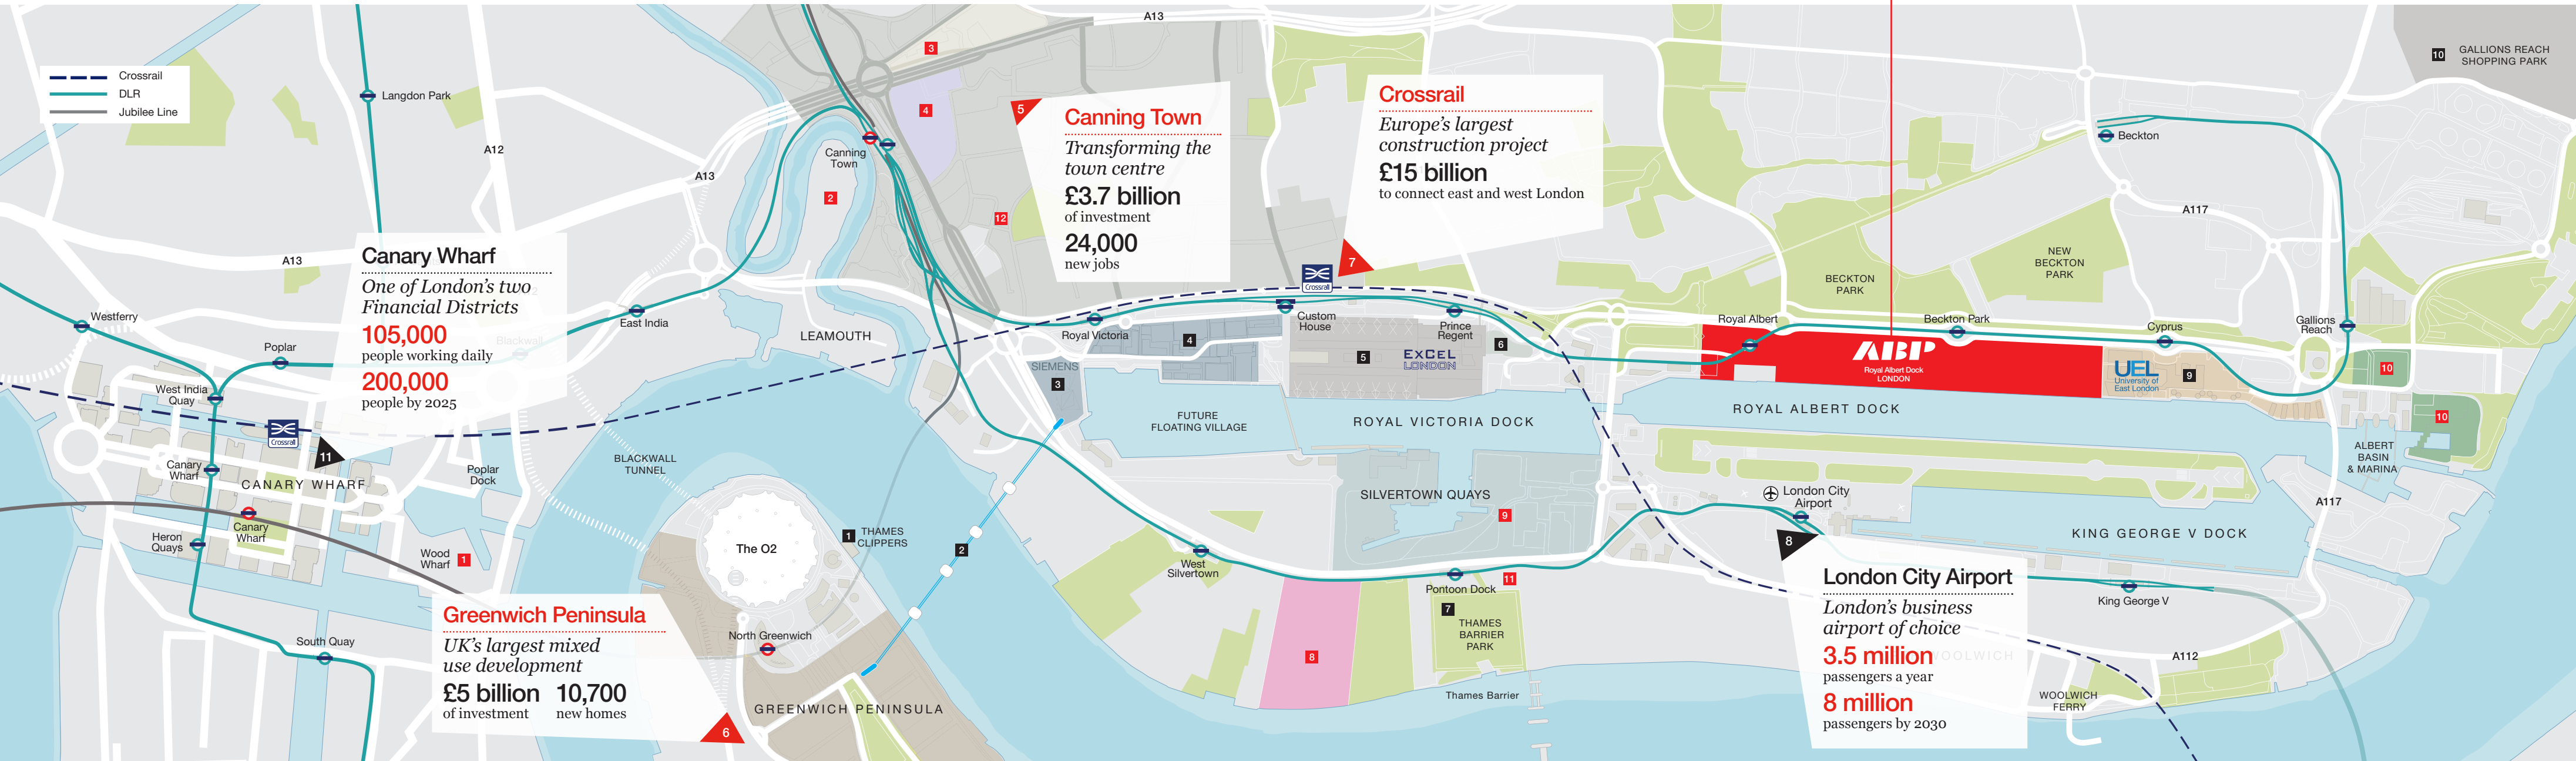 Crossrail
DLR
Jubilee Line
Langdon Park
A12
A13
A13
A13
Canary Wharf
One of London's two
Financial Districts
105,000
people working daily
200,000
people by 2025
11
Westferry
Poplar
Blackwall
East India
West India
Quay
Crossrail
Canary
Wharf
CANARY WHARF
Canary
Wharf
Heron
Quays
South Quay
Poplar
Dock
Wood
Wharf
1
BLACKWALL
TUNNEL
LEAMOUTH
Canning
Town
2
3
4
12
5
Canning Town
Transforming the
town centre
£3.7 billion
of investment
24,000
new jobs
Crossrail
Europe's largest
construction project
£15 billion
to connect east and west London
7
Crossrail
Royal Victoria
Custom
House
Prince
Regent
SIEMENS
3
4
5
EXCEL
LONDON
6
FUTURE
FLOATING VILLAGE
ROYAL VICTORIA DOCK
SILVERTOWN QUAYS
9
The O2
1
THAMES
CLIPPERS
2
North Greenwich
Greenwich Peninsula
UK's largest mixed
use development
£5 billion
of investment
10,700
new homes
6
GREENWICH PENINSULA
West
Silvertown
Pontoon Dock
11
7
THAMES
BARRIER
PARK
8
Thames Barrier
Royal Albert
Beckton Park
Cyprus
Gallions
Reach
ABP
Royal Albert Dock
LONDON
UEL
University of
East London
9
10
10
ROYAL ALBERT DOCK
ALBERT
BASIN
& MARINA
BECKTON
PARK
NEW
BECKTON
PARK
Beckton
A117
10
GALLIONS REACH
SHOPPING PARK
London City
Airport
8
London City Airport
London's business
airport of choice
3.5 million
passengers a year
8 million
passengers by 2030
KING GEORGE V DOCK
A117
King George V
WOOLWICH
A112
WOOLWICH
FERRY